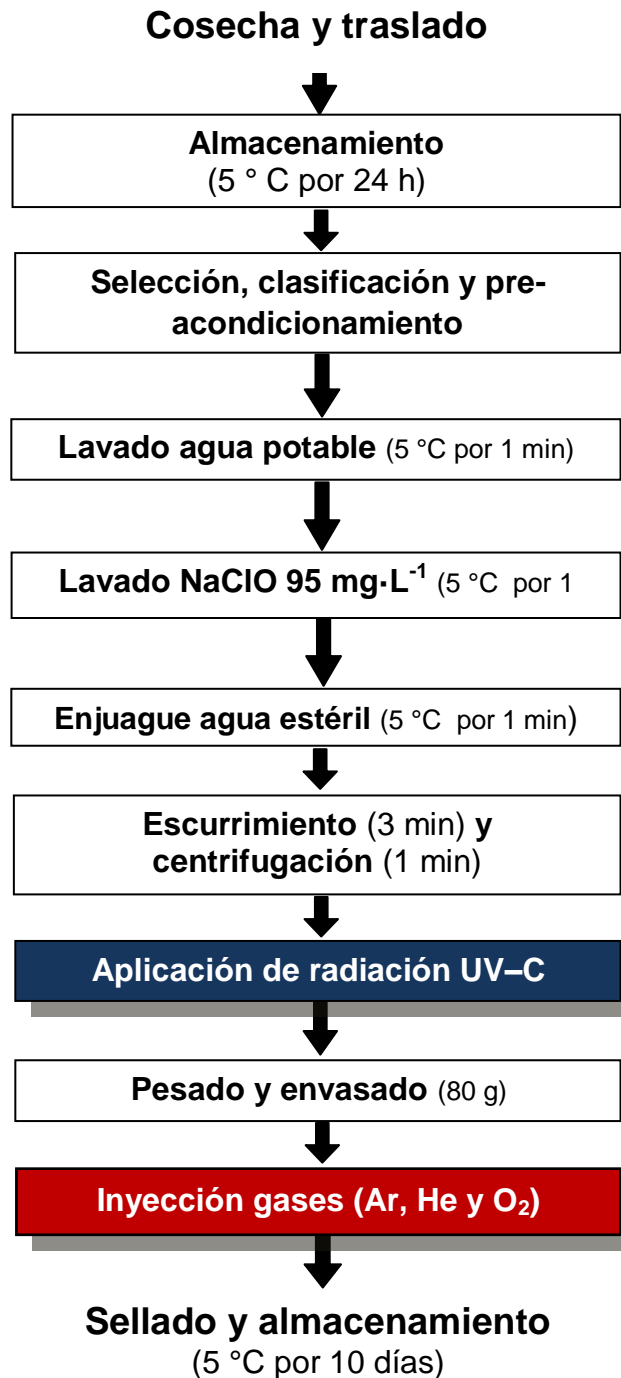 Cosecha y traslado
Almacenamiento
(5 ° C por 24 h)
Selección, clasificación y pre-
acondicionamiento
Lavado agua potable (5 °C por 1 min)
Lavado NaClO 95 mg·L⁻¹ (5 °C por 1
Enjuague agua estéril (5 °C por 1 min)
Escurrimiento (3 min) y
centrifugación (1 min)
Aplicación de radiación UV–C
Pesado y envasado (80 g)
Inyección gases (Ar, He y O₂)
Sellado y almacenamiento
(5 °C por 10 días)